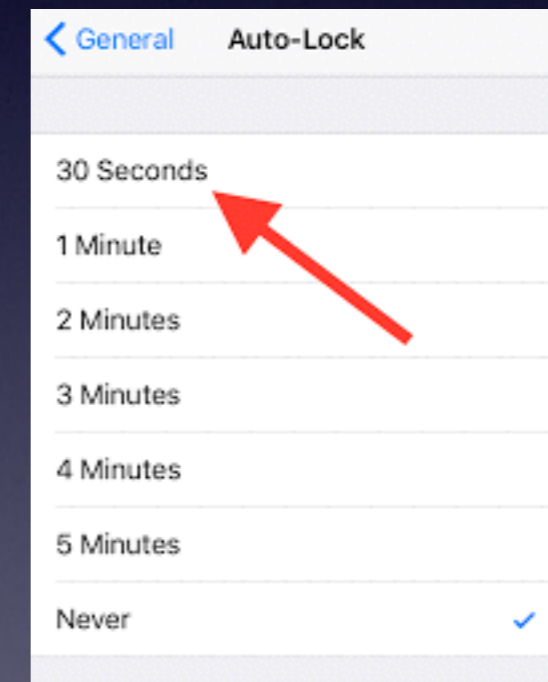 General Auto-Lock
30 Seconds
1 Minute
2 Minutes
3 Minutes
4 Minutes
5 Minutes
Never